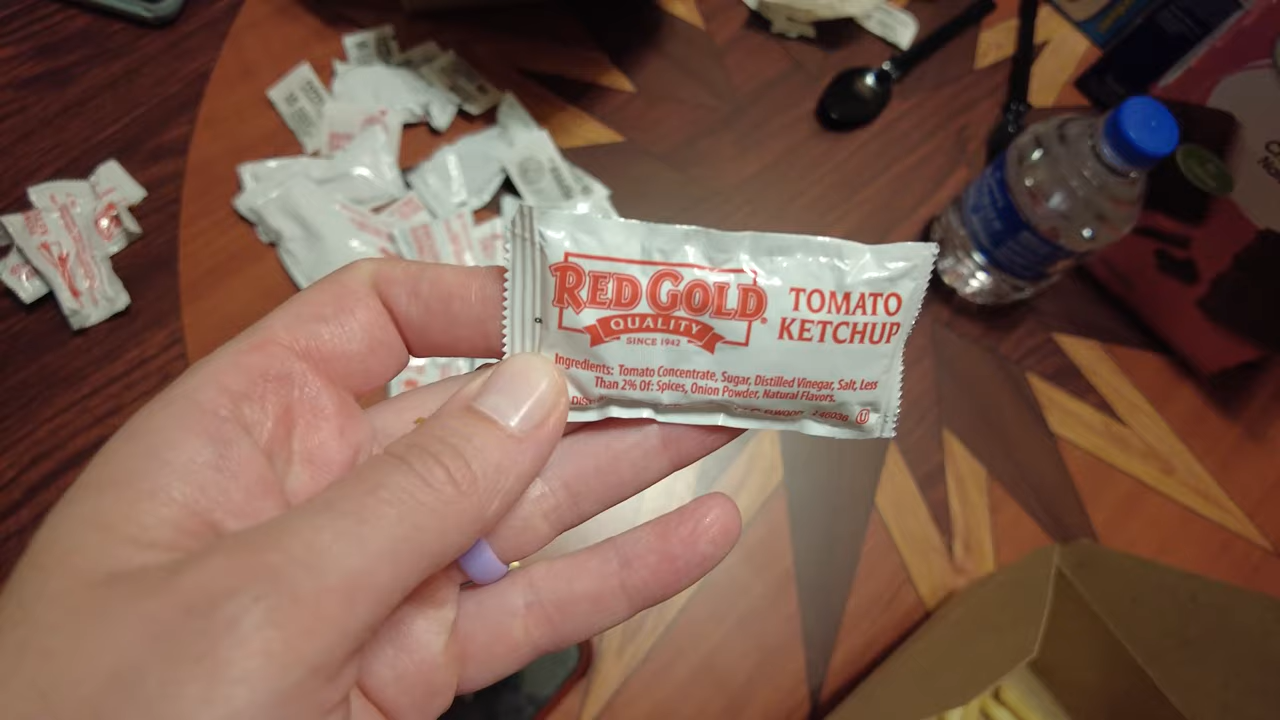 RED GOLD®
QUALITY
SINCE 1942
TOMATO
KETCHUP
Ingredients: Tomato Concentrate, Sugar, Distilled Vinegar, Salt, Less
Than 2% Of: Spices, Onion Powder, Natural Flavors.